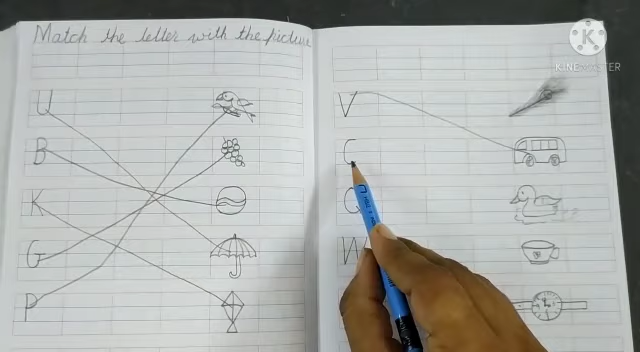 Match the letter with the picture
U
B
K
G
P
V
C
Q
W
K
KINEMASTER